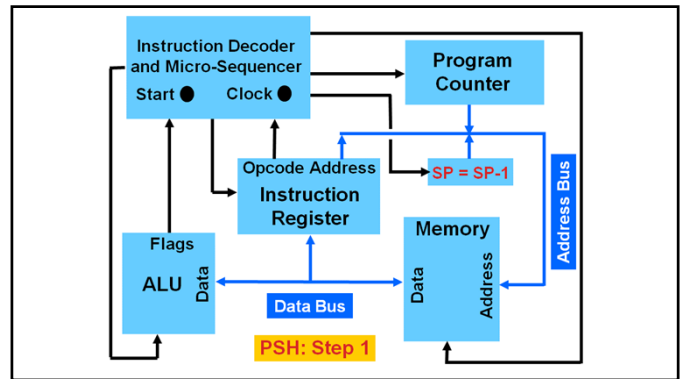 Instruction Decoder
and Micro-Sequencer
Start
Clock
Program
Counter
Opcode Address
Instruction
Register
SP = SP-1
Address Bus
Flags
ALU
Data
Data Bus
Memory
Data
Address
PSH: Step 1